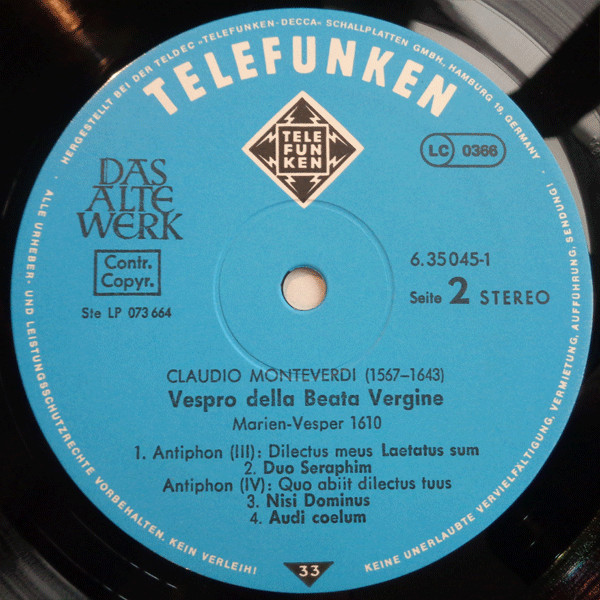 HERGESTELLT BEI DER TELDEC »TELEFUNKEN-DECCA« SCHALLPLATTEN GMBH., HAMBURG 19, GERMANY
TELEFUNKEN
TELE
FUN
KEN
LC 0366
DAS
ALTE
WERK
Contr.
Copyr.
Ste LP 073 664
6.35 045-1
Seite 2 STEREO
CLAUDIO MONTEVERDI (1567–1643)
Vespro della Beata Vergine
Marien-Vesper 1610
1. Antiphon (III): Dilectus meus Laetatus sum
2. Duo Seraphim
Antiphon (IV): Quo abiit dilectus tuus
3. Nisi Dominus
4. Audi coelum
33
ALLE URHEBER- UND LEISTUNGSSCHUTZRECHTE VORBEHALTEN. KEIN VERLEIH!
KEINE UNERLAUBTE VERVIELFÄLTIGUNG, VERMIETUNG, AUFFÜHRUNG, SENDUNG!